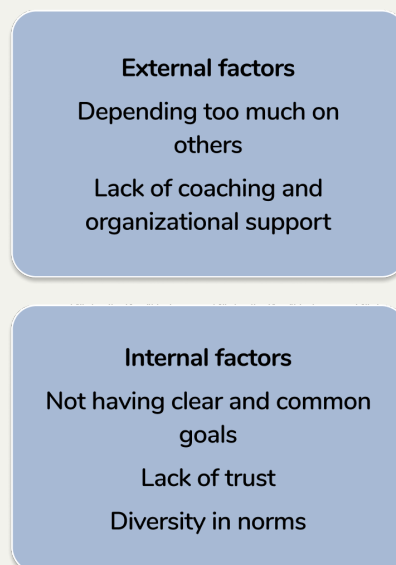 External factors
Depending too much on
others
Lack of coaching and
organizational support
Internal factors
Not having clear and common
goals
Lack of trust
Diversity in norms